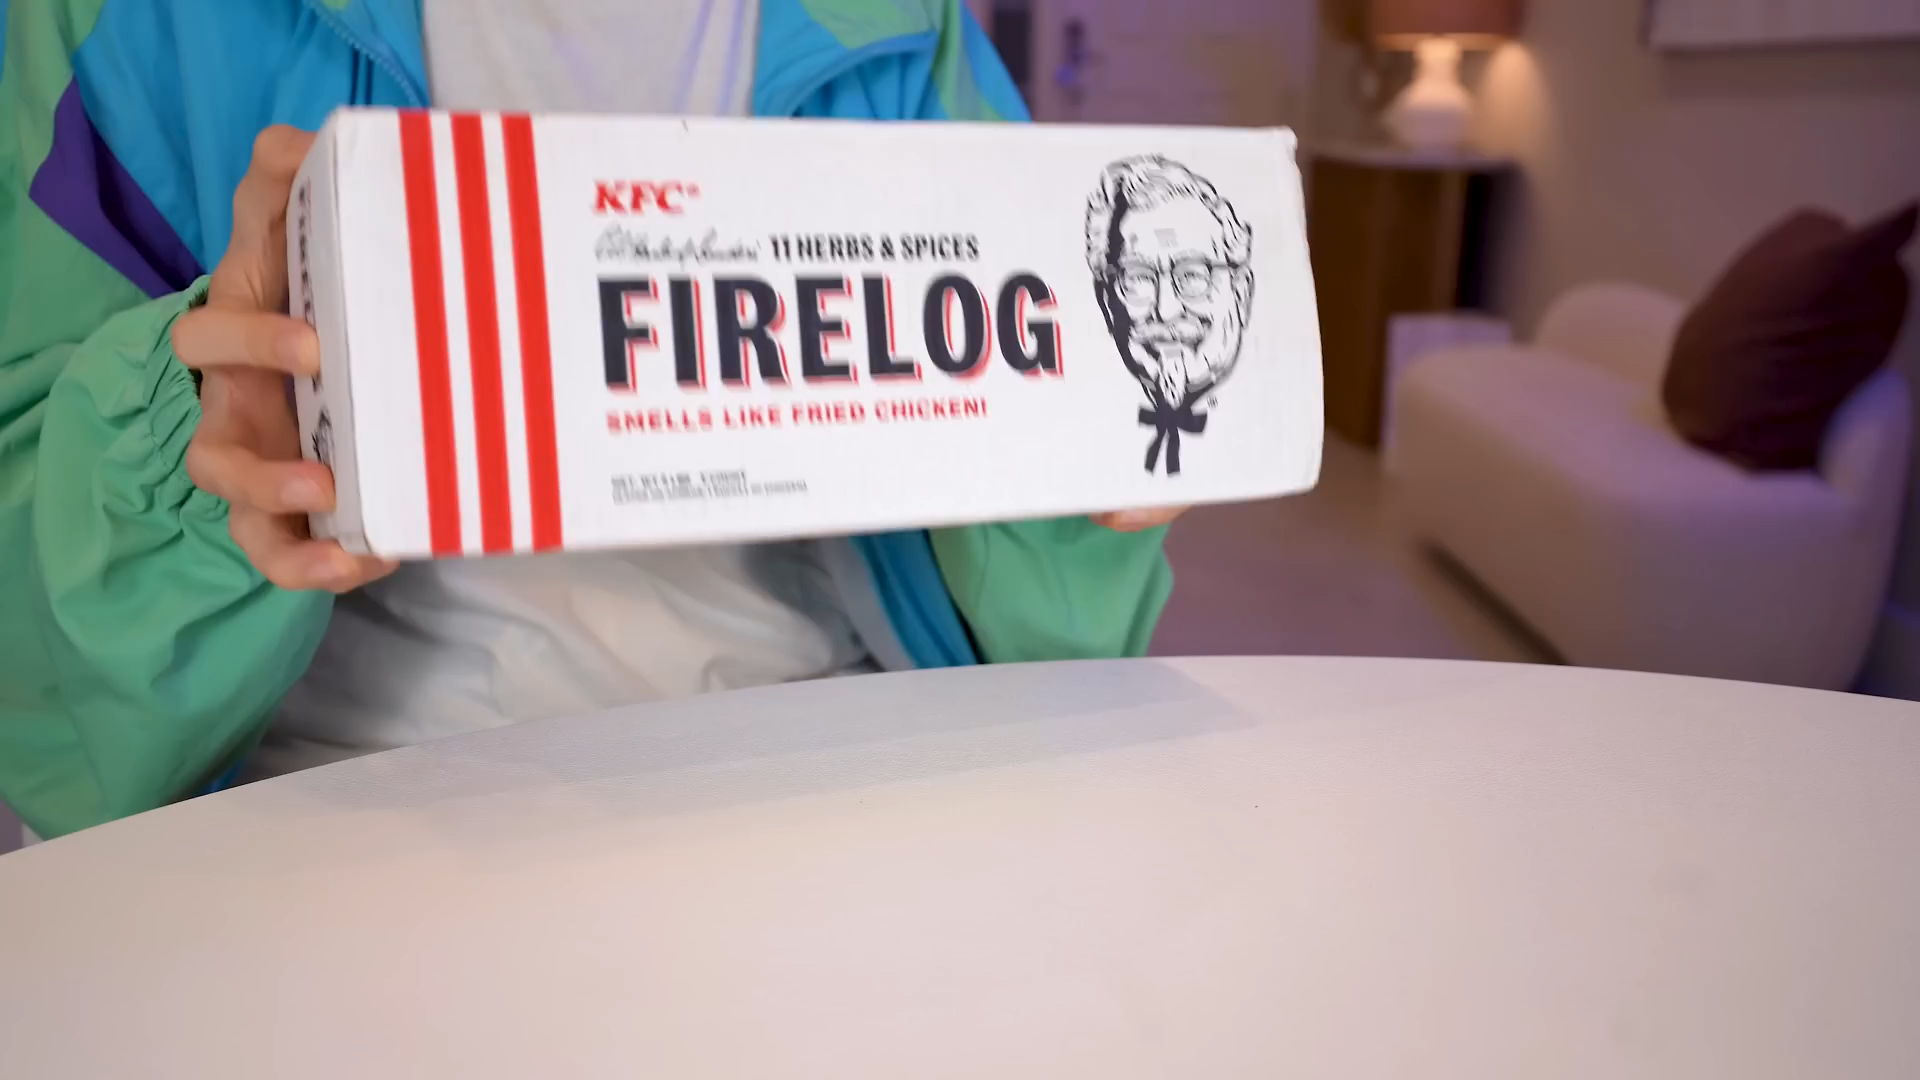 KFC®
11 HERBS & SPICES
FIRELOG
SMELLS LIKE FRIED CHICKEN!